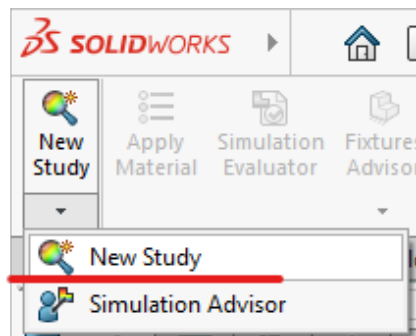 SOLIDWORKS
New Study
Apply Material
Simulation Evaluator
Fixtures Advisor
New Study
Simulation Advisor